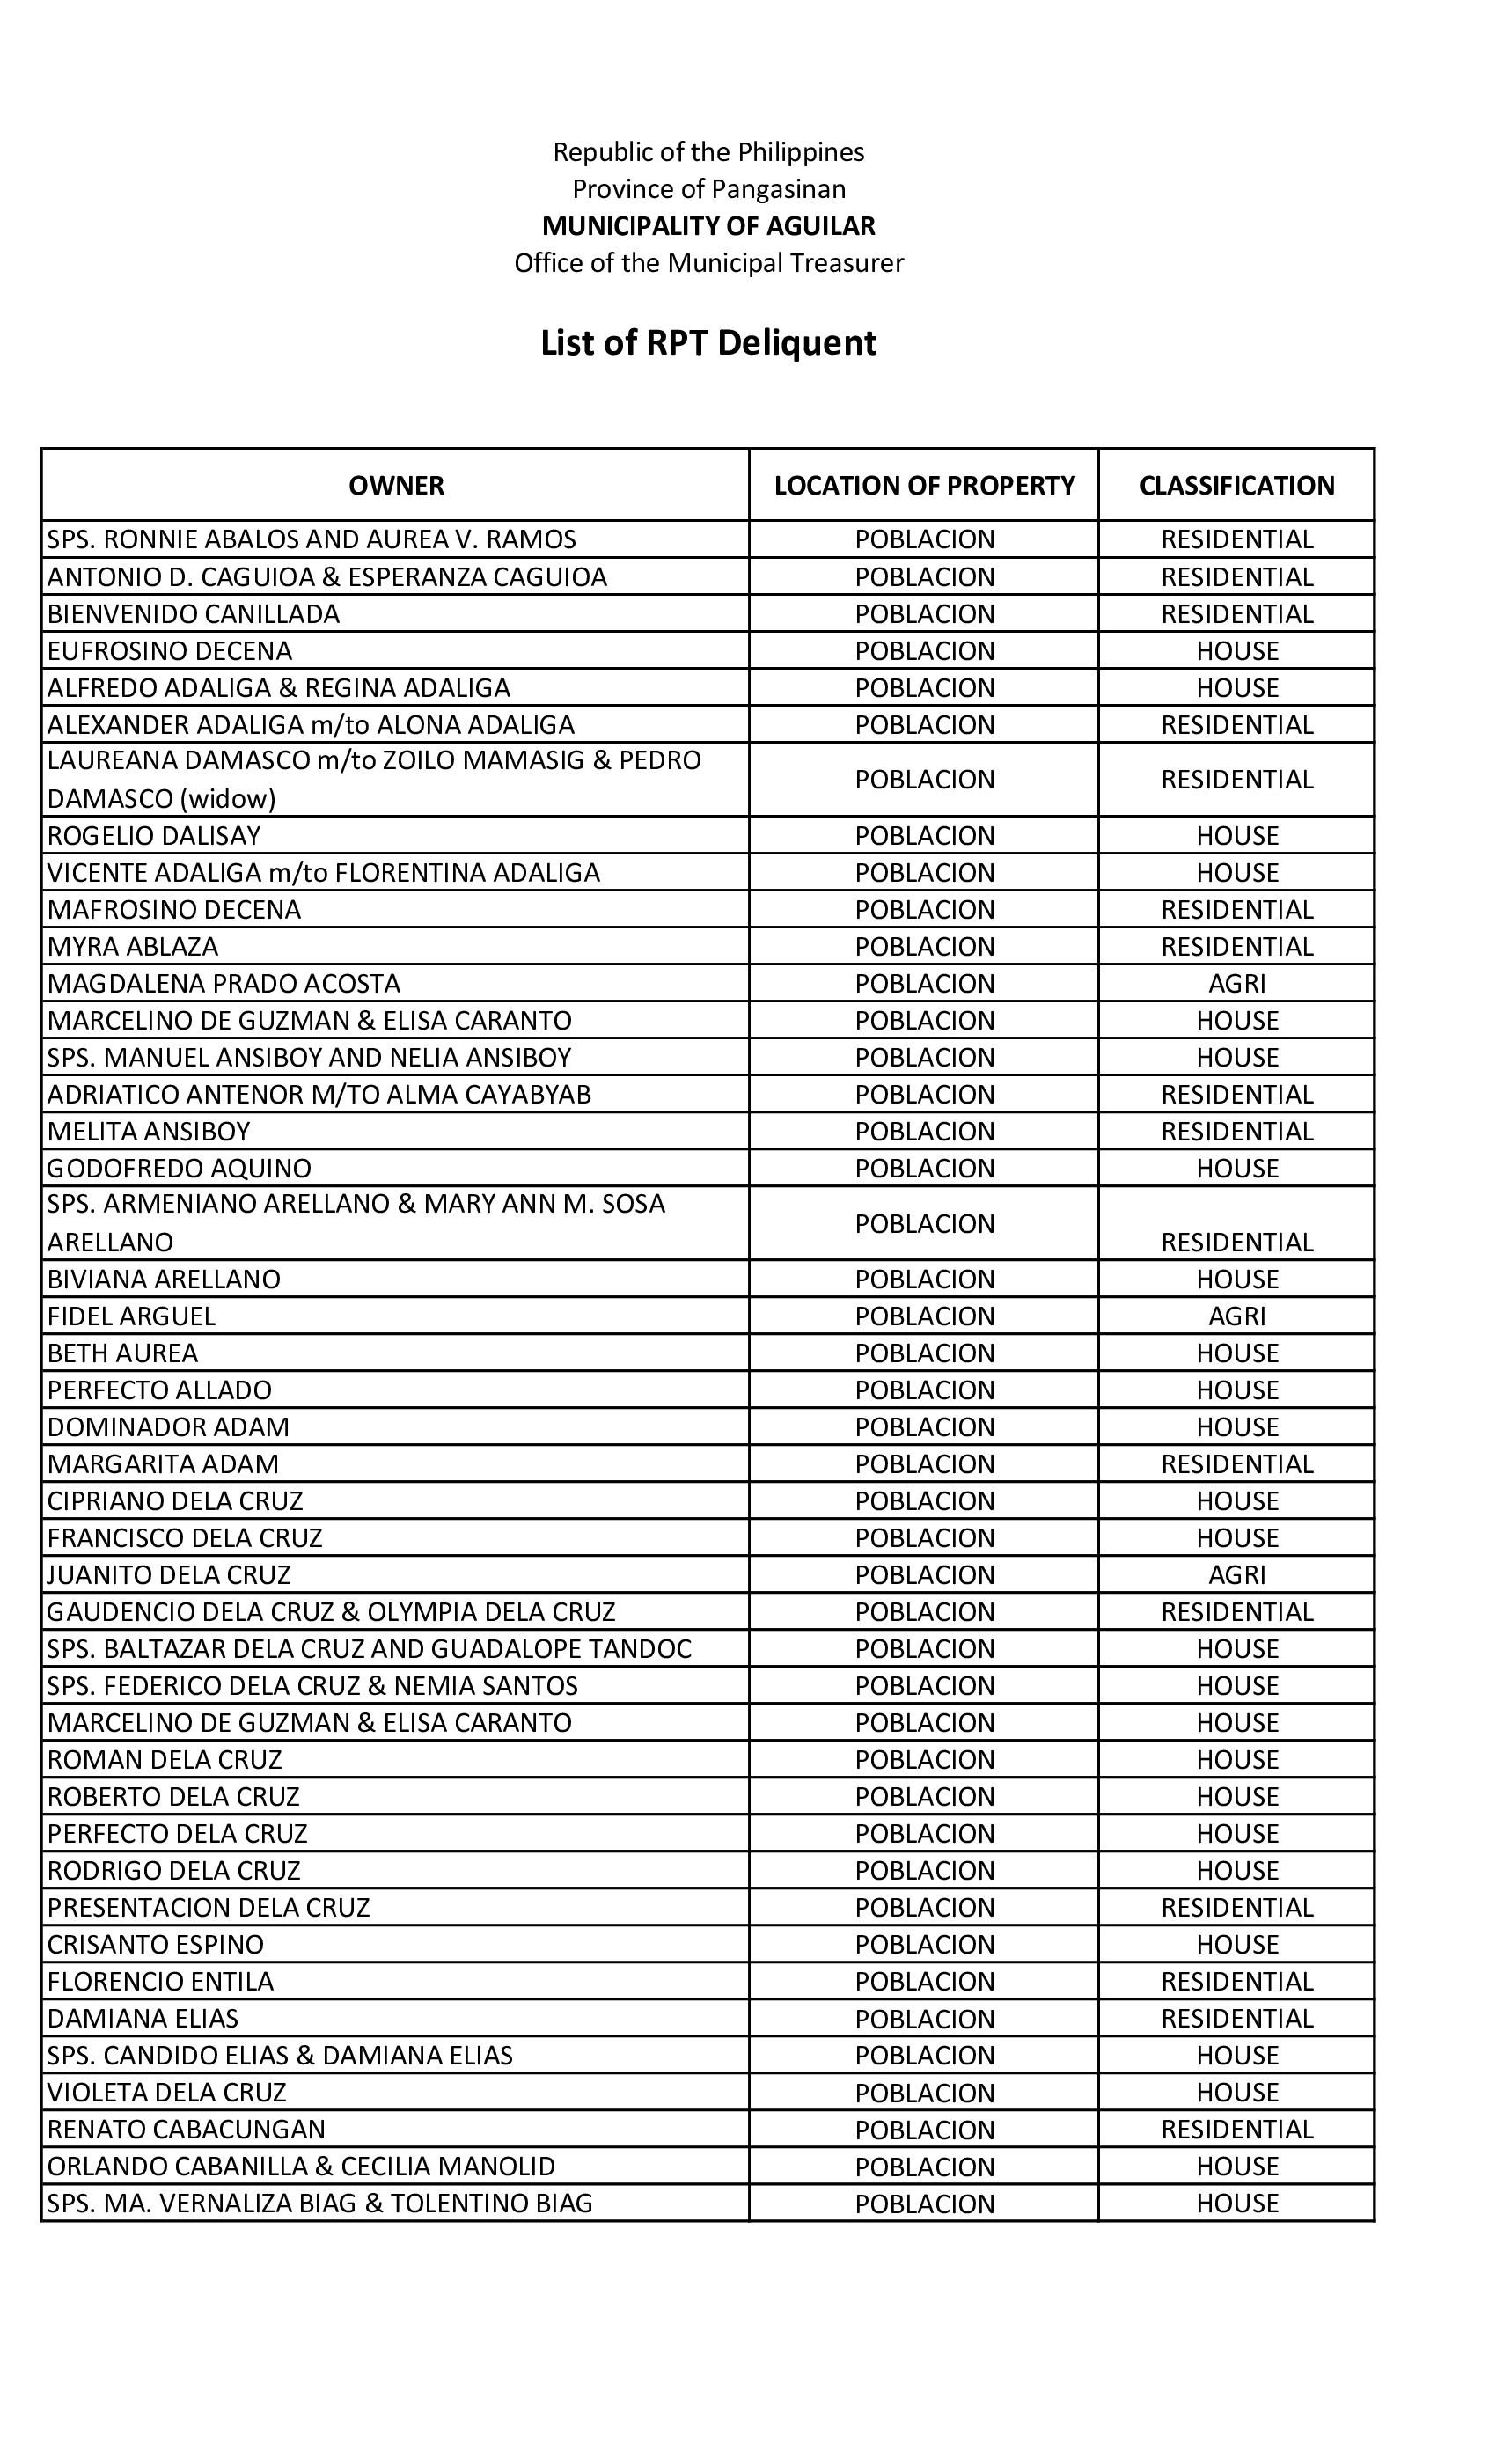 Republic of the Philippines
Province of Pangasinan
MUNICIPALITY OF AGUILAR
Office of the Municipal Treasurer
List of RPT Deliquent
OWNER LOCATION OF PROPERTY CLASSIFICATION
SPS. RONNIE ABALOS AND AUREA V. RAMOS POBLACION RESIDENTIAL
ANTONIO D. CAGUIOA & ESPERANZA CAGUIOA POBLACION RESIDENTIAL
BIENVENIDO CANILLADA POBLACION RESIDENTIAL
EUFROSINO DECENA POBLACION HOUSE
ALFREDO ADALIGA & REGINA ADALIGA POBLACION HOUSE
ALEXANDER ADALIGA m/to ALONA ADALIGA POBLACION RESIDENTIAL
LAUREANA DAMASCO m/to ZOILO MAMASIG & PEDRO
DAMASCO (widow) POBLACION RESIDENTIAL
ROGELIO DALISAY POBLACION HOUSE
VICENTE ADALIGA m/to FLORENTINA ADALIGA POBLACION HOUSE
MAFROSINO DECENA POBLACION RESIDENTIAL
MYRA ABLAZA POBLACION RESIDENTIAL
MAGDALENA PRADO ACOSTA POBLACION AGRI
MARCELINO DE GUZMAN & ELISA CARANTO POBLACION HOUSE
SPS. MANUEL ANSIBOY AND NELIA ANSIBOY POBLACION HOUSE
ADRIATICO ANTENOR M/TO ALMA CAYABYAB POBLACION RESIDENTIAL
MELITA ANSIBOY POBLACION RESIDENTIAL
GODOFREDO AQUINO POBLACION HOUSE
SPS. ARMENIANO ARELLANO & MARY ANN M. SOSA
ARELLANO POBLACION RESIDENTIAL
BIVIANA ARELLANO POBLACION HOUSE
FIDEL ARGUEL POBLACION AGRI
BETH AUREA POBLACION HOUSE
PERFECTO ALLADO POBLACION HOUSE
DOMINADOR ADAM POBLACION HOUSE
MARGARITA ADAM POBLACION RESIDENTIAL
CIPRIANO DELA CRUZ POBLACION HOUSE
FRANCISCO DELA CRUZ POBLACION HOUSE
JUANITO DELA CRUZ POBLACION AGRI
GAUDENCIO DELA CRUZ & OLYMPIA DELA CRUZ POBLACION RESIDENTIAL
SPS. BALTAZAR DELA CRUZ AND GUADALOPE TANDOC POBLACION HOUSE
SPS. FEDERICO DELA CRUZ & NEMIA SANTOS POBLACION HOUSE
MARCELINO DE GUZMAN & ELISA CARANTO POBLACION HOUSE
ROMAN DELA CRUZ POBLACION HOUSE
ROBERTO DELA CRUZ POBLACION HOUSE
PERFECTO DELA CRUZ POBLACION HOUSE
RODRIGO DELA CRUZ POBLACION HOUSE
PRESENTACION DELA CRUZ POBLACION RESIDENTIAL
CRISANTO ESPINO POBLACION HOUSE
FLORENCIO ENTILA POBLACION RESIDENTIAL
DAMIANA ELIAS POBLACION RESIDENTIAL
SPS. CANDIDO ELIAS & DAMIANA ELIAS POBLACION HOUSE
VIOLETA DELA CRUZ POBLACION HOUSE
RENATO CABACUNGAN POBLACION RESIDENTIAL
ORLANDO CABANILLA & CECILIA MANOLID POBLACION HOUSE
SPS. MA. VERNALIZA BIAG & TOLENTINO BIAG POBLACION HOUSE